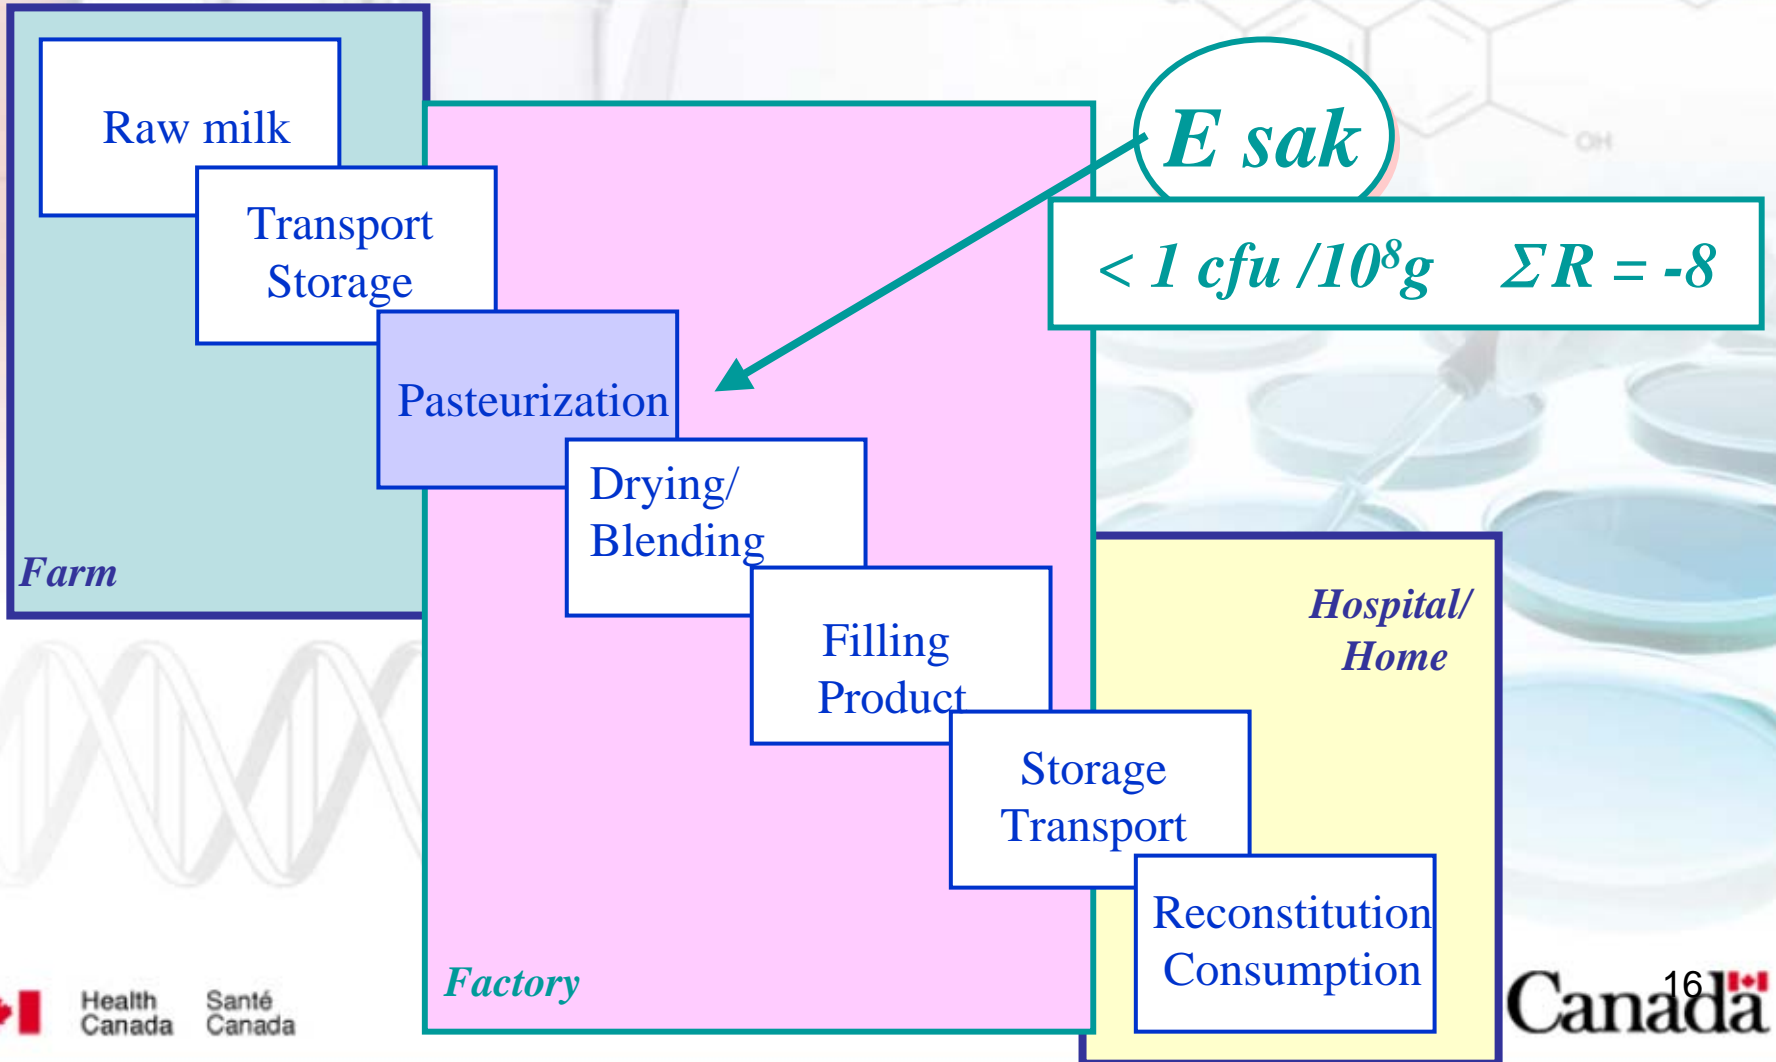 Raw milk
Transport
Storage
Pasteurization
Drying/
Blending
Filling
Product
Storage
Transport
Reconstitution
Consumption
Farm
Factory
Hospital/
Home
E sak
< 1 cfu /10⁸g ΣR = -8
OH
Health Canada
Santé Canada
Canada
16